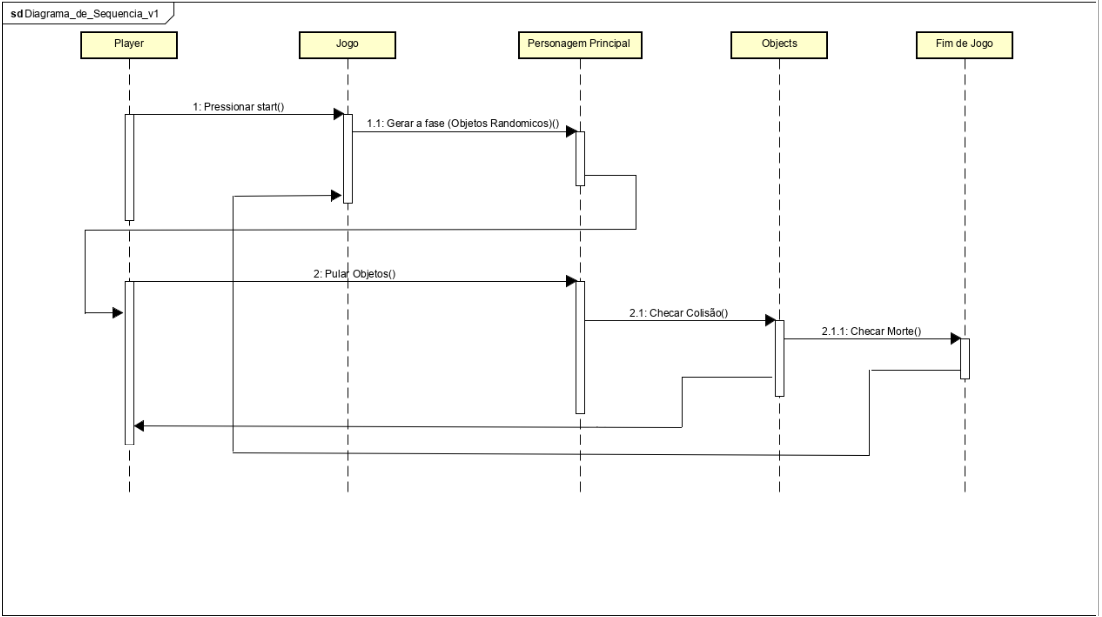 sd Diagrama_de_Sequencia_v1
Player
Jogo
Personagem Principal
Objects
Fim de Jogo
1: Pressionar start()
1.1: Gerar a fase (Objetos Randomicos)()
2: Pular Objetos()
2.1: Checar Colisão()
2.1.1: Checar Morte()